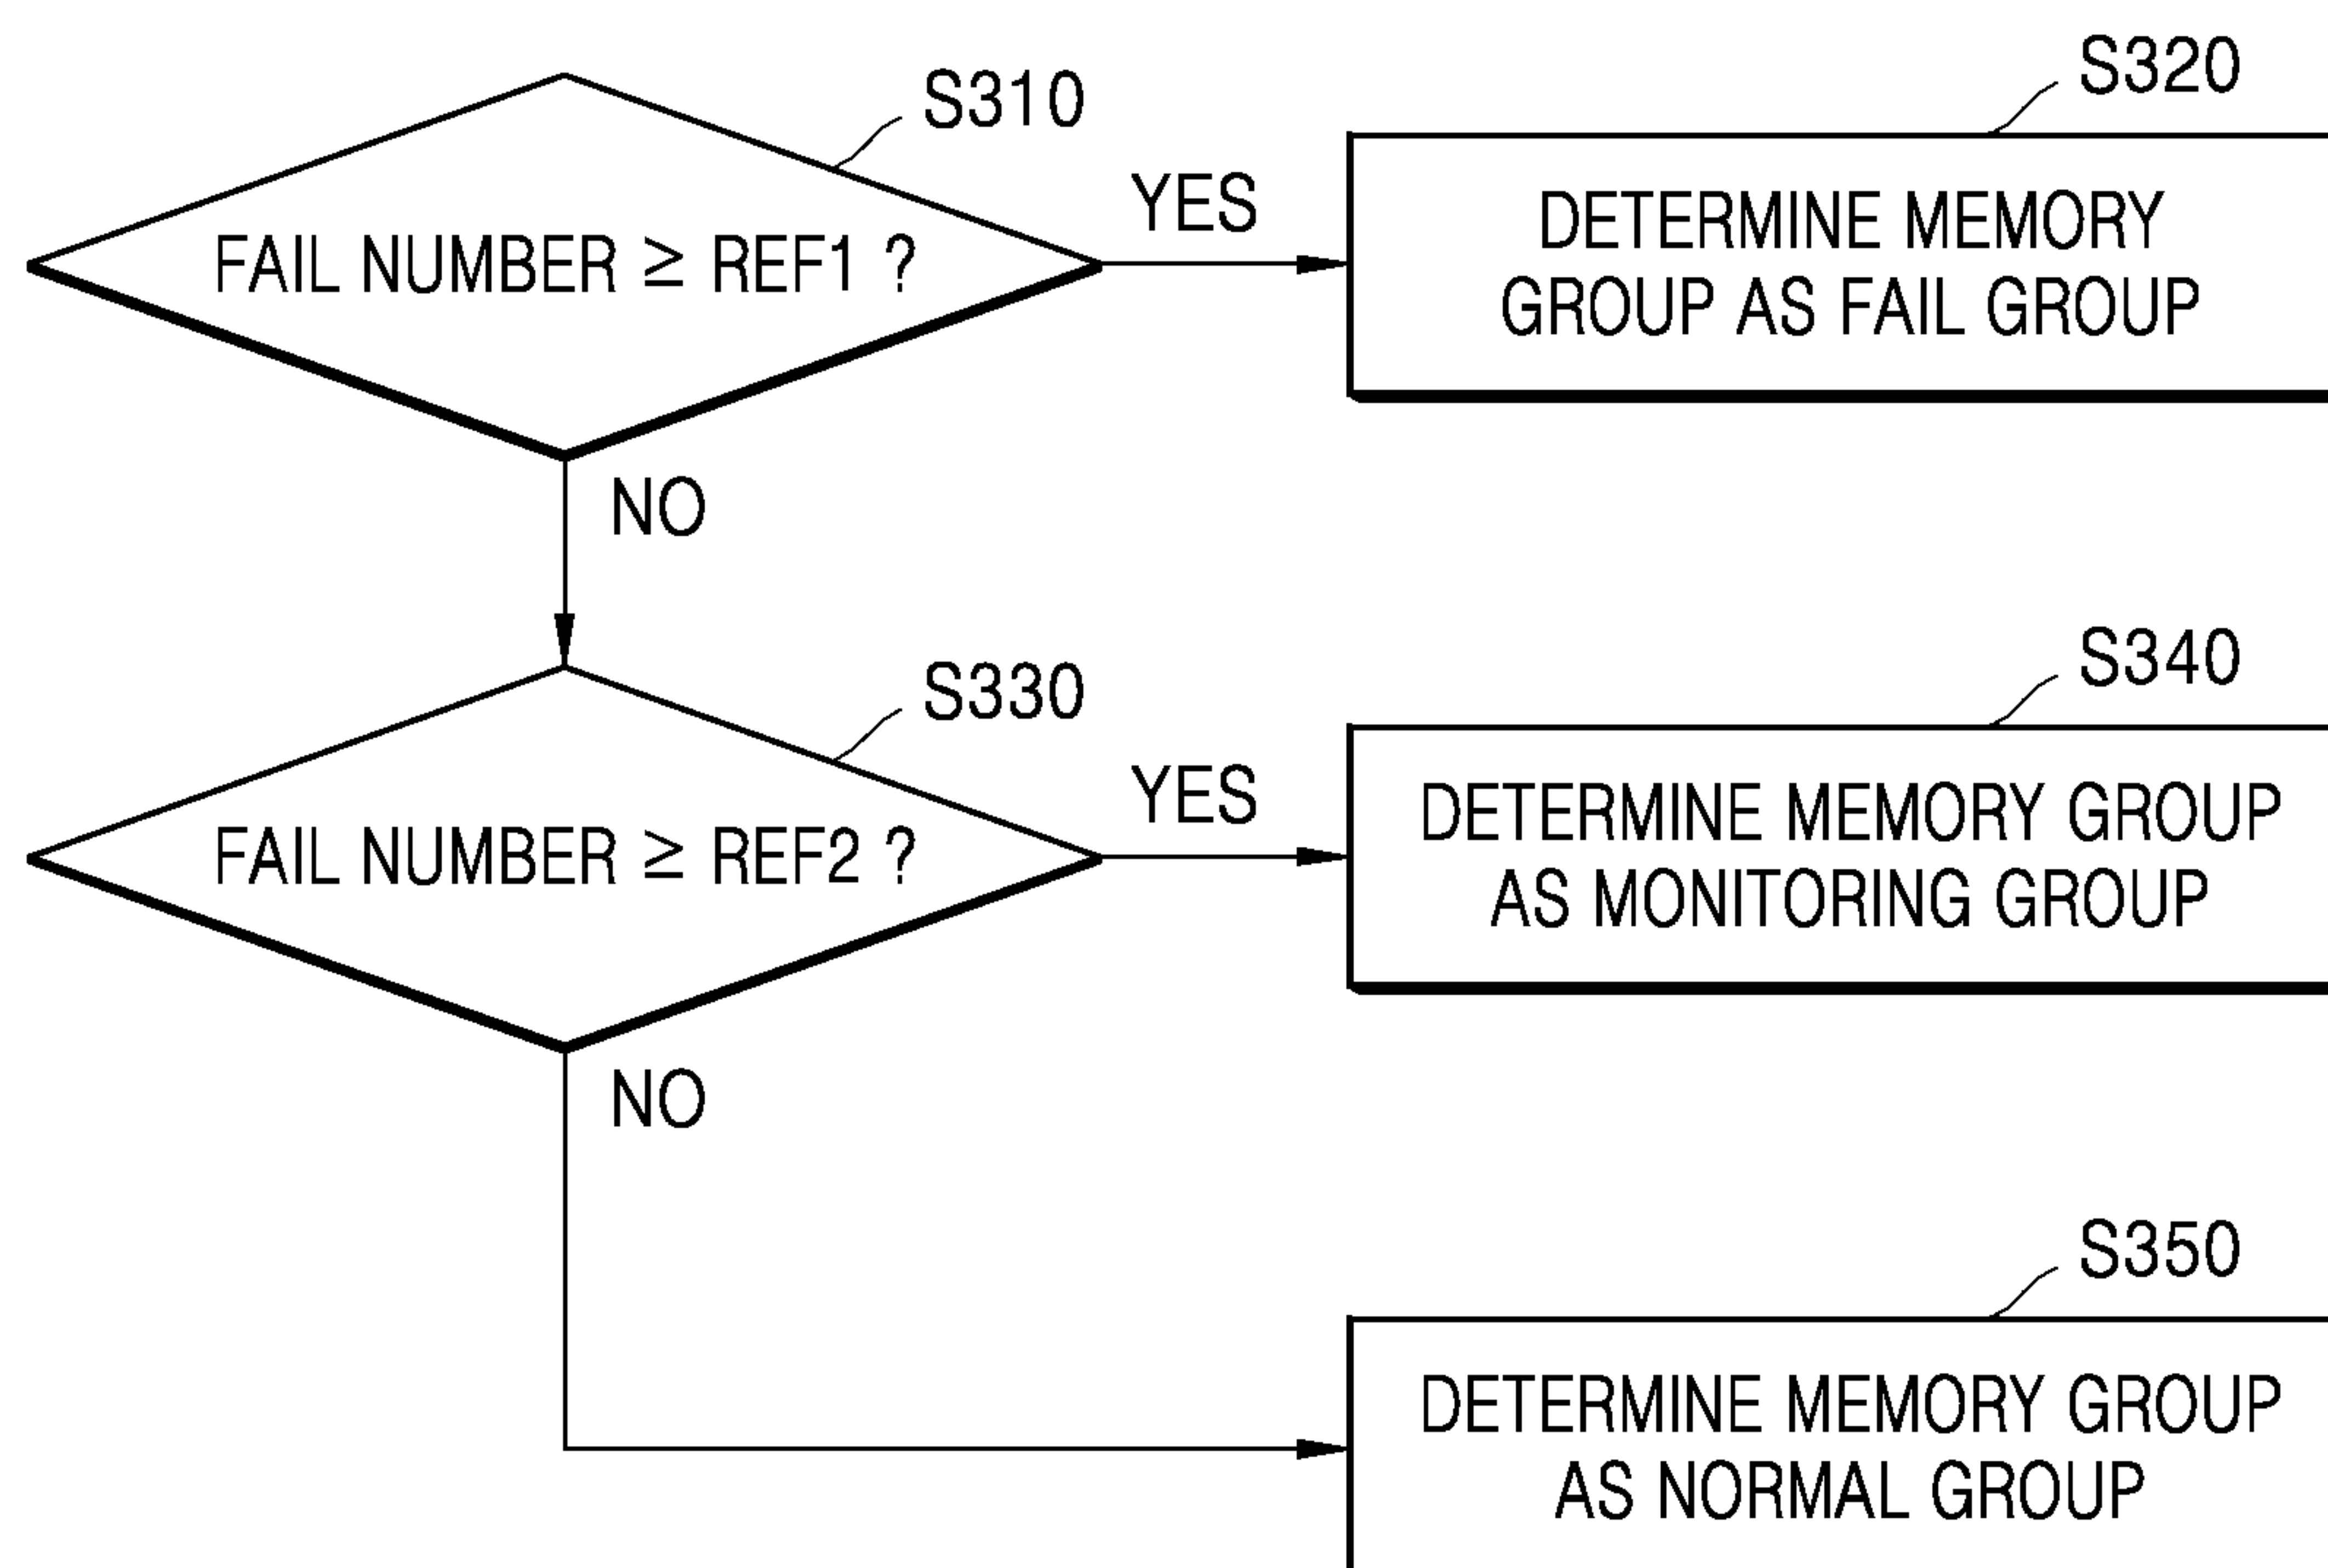 S310
FAIL NUMBER ≥ REF1 ?
YES
S320
DETERMINE MEMORY
GROUP AS FAIL GROUP
NO
S330
FAIL NUMBER ≥ REF2 ?
YES
S340
DETERMINE MEMORY GROUP
AS MONITORING GROUP
NO
S350
DETERMINE MEMORY GROUP
AS NORMAL GROUP